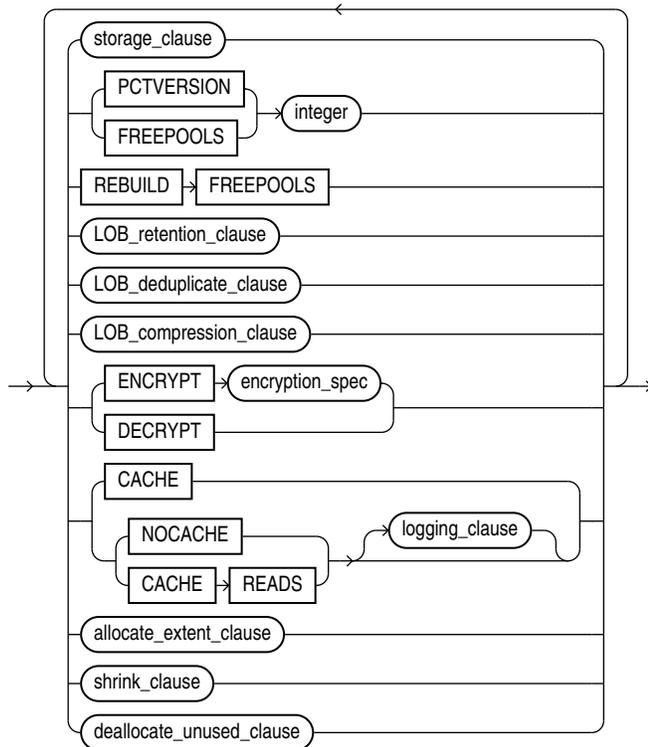 storage_clause
PCTVERSION
integer
FREEPOOLS
REBUILD FREEPOOLS
LOB_retention_clause
LOB_deduplicate_clause
LOB_compression_clause
ENCRYPT encryption_spec
DECRYPT
CACHE
logging_clause
NOCACHE
CACHE READS
allocate_extent_clause
shrink_clause
deallocate_unused_clause